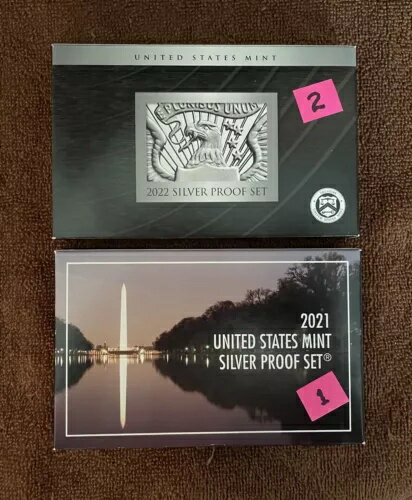 UNITED STATES MINT
2
PLURIBUS UNUM
2022 SILVER PROOF SET
2021
UNITED STATES MINT
SILVER PROOF SET®
1